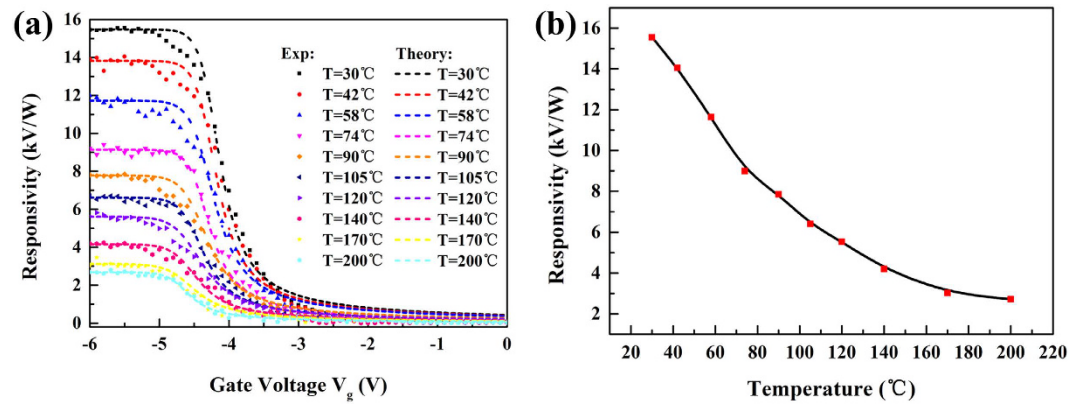 (a)
Responsivity (kV/W)
16
14
12
10
8
6
4
2
0
-6 -5 -4 -3 -2 -1 0
Gate Voltage Vg (V)
Exp: Theory:
T=30℃ T=30℃
T=42℃ T=42℃
T=58℃ T=58℃
T=74℃ T=74℃
T=90℃ T=90℃
T=105℃ T=105℃
T=120℃ T=120℃
T=140℃ T=140℃
T=170℃ T=170℃
T=200℃ T=200℃
(b)
Responsivity (kV/W)
16
14
12
10
8
6
4
2
20 40 60 80 100 120 140 160 180 200 220
Temperature (℃)